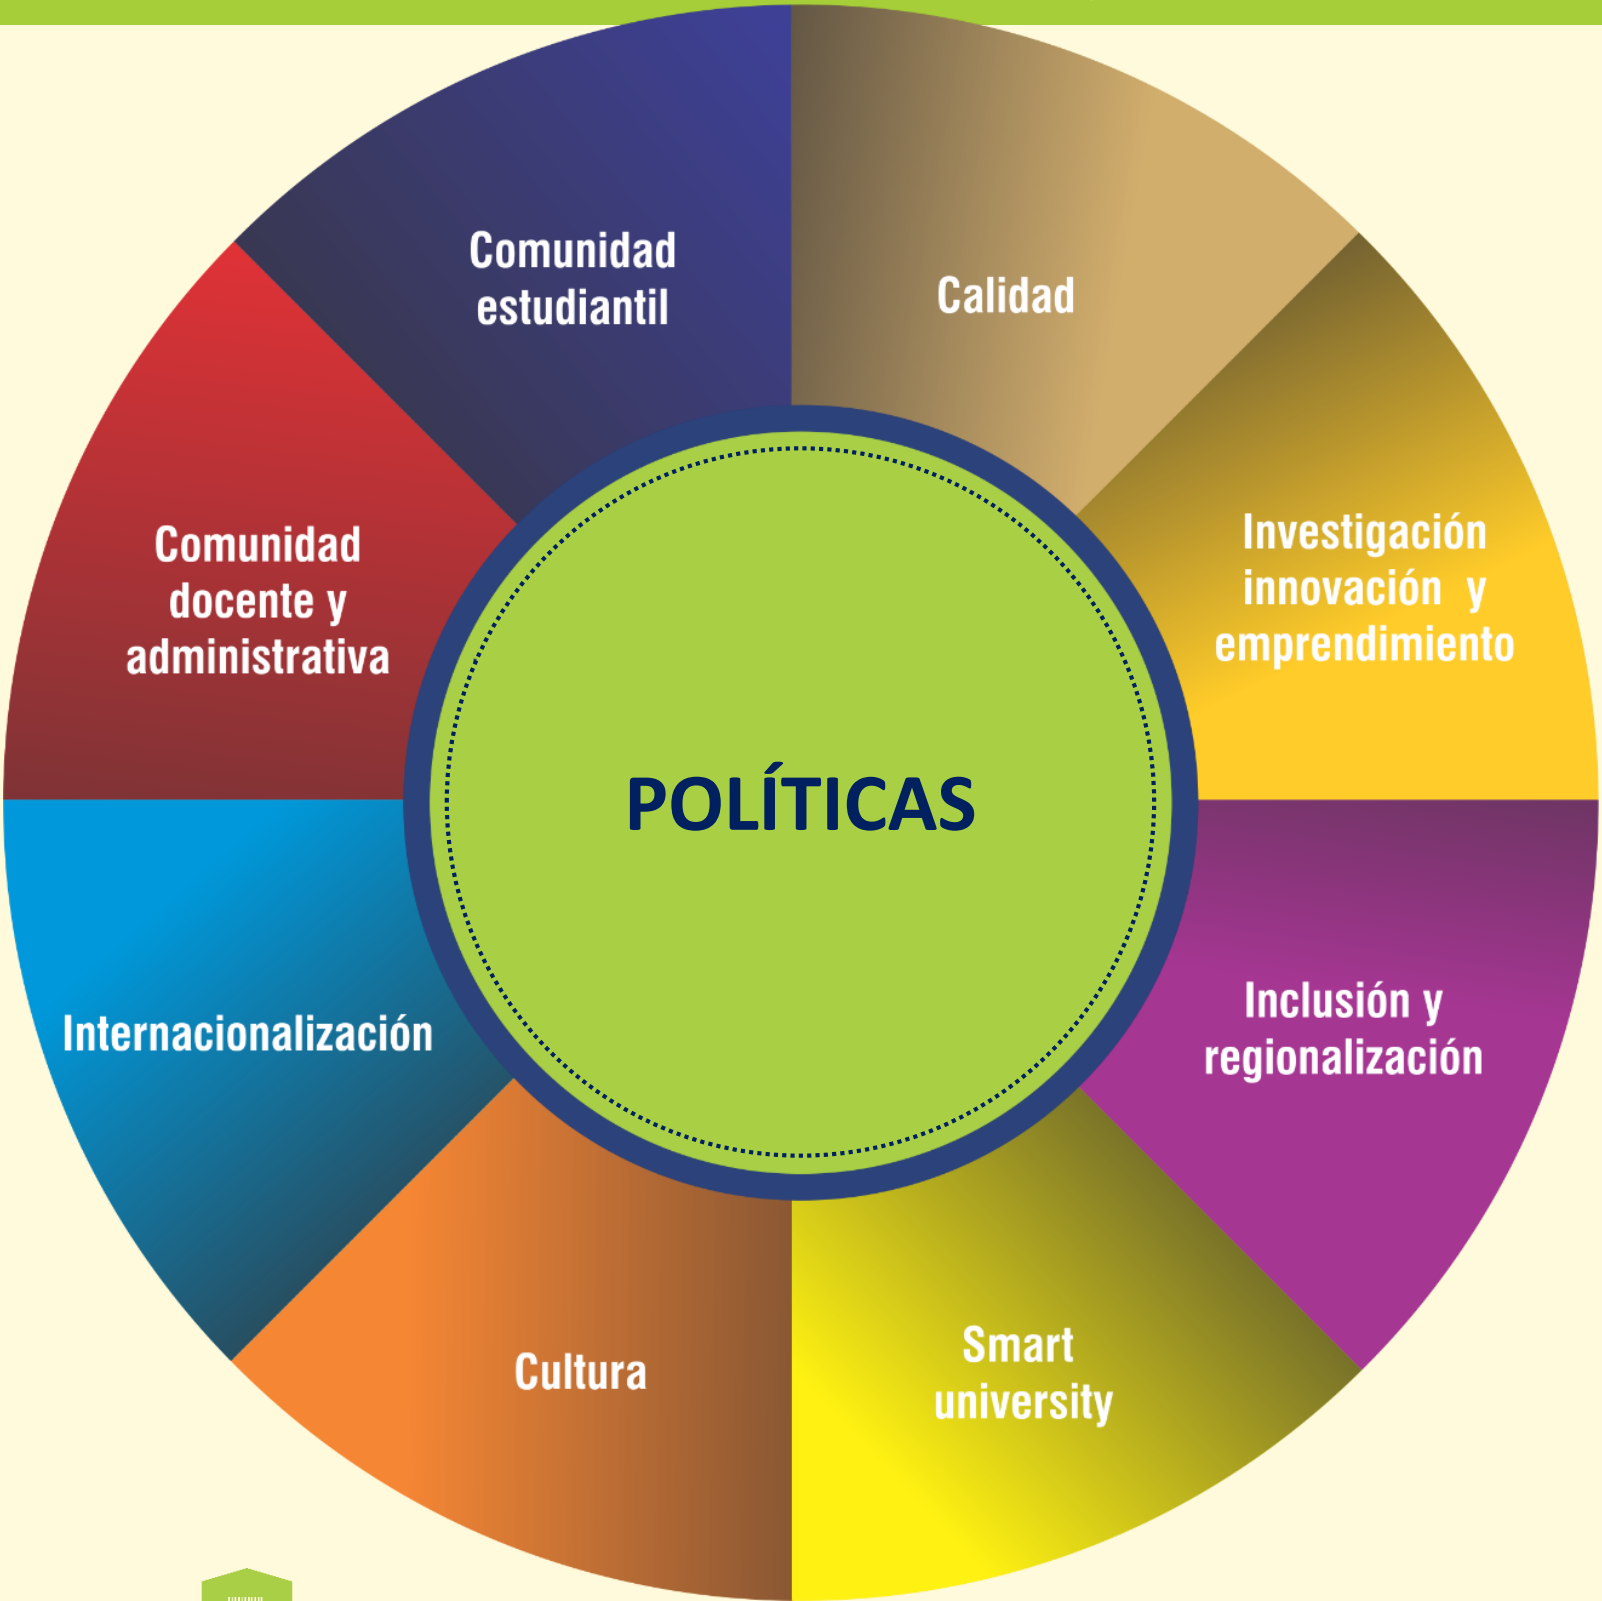 Comunidad
estudiantil
Calidad
Comunidad
docente y
administrativa
Investigación
innovación y
emprendimiento
POLÍTICAS
Internacionalización
Inclusión y
regionalización
Cultura
Smart
university